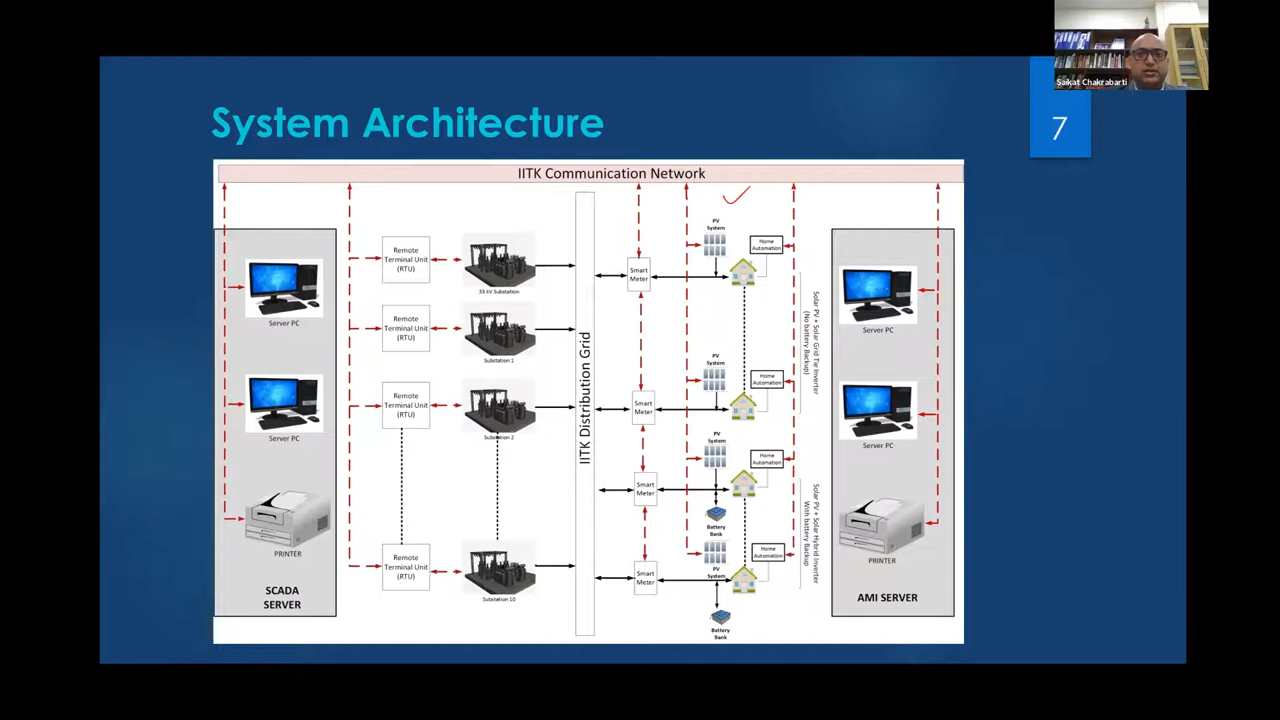 Saikat Chakrabarti
System Architecture
7
IITK Communication Network
Remote
Terminal Unit
(RTU)
33 kV Substation
Remote
Terminal Unit
(RTU)
Substation 1
Remote
Terminal Unit
(RTU)
Substation 2
Remote
Terminal Unit
(RTU)
Substation 10
Server PC
Server PC
PRINTER
SCADA
SERVER
IITK Distribution Grid
Smart
Meter
Smart
Meter
Smart
Meter
Smart
Meter
PV
System
Home
Automation
PV
System
Home
Automation
PV
System
Home
Automation
Battery
Bank
PV
System
Home
Automation
Battery
Bank
Solar PV + Solar Grid Tie Inverter
(No battery Backup)
Solar PV + Solar Hybrid Inverter
With battery Backup
Server PC
Server PC
PRINTER
AMI SERVER